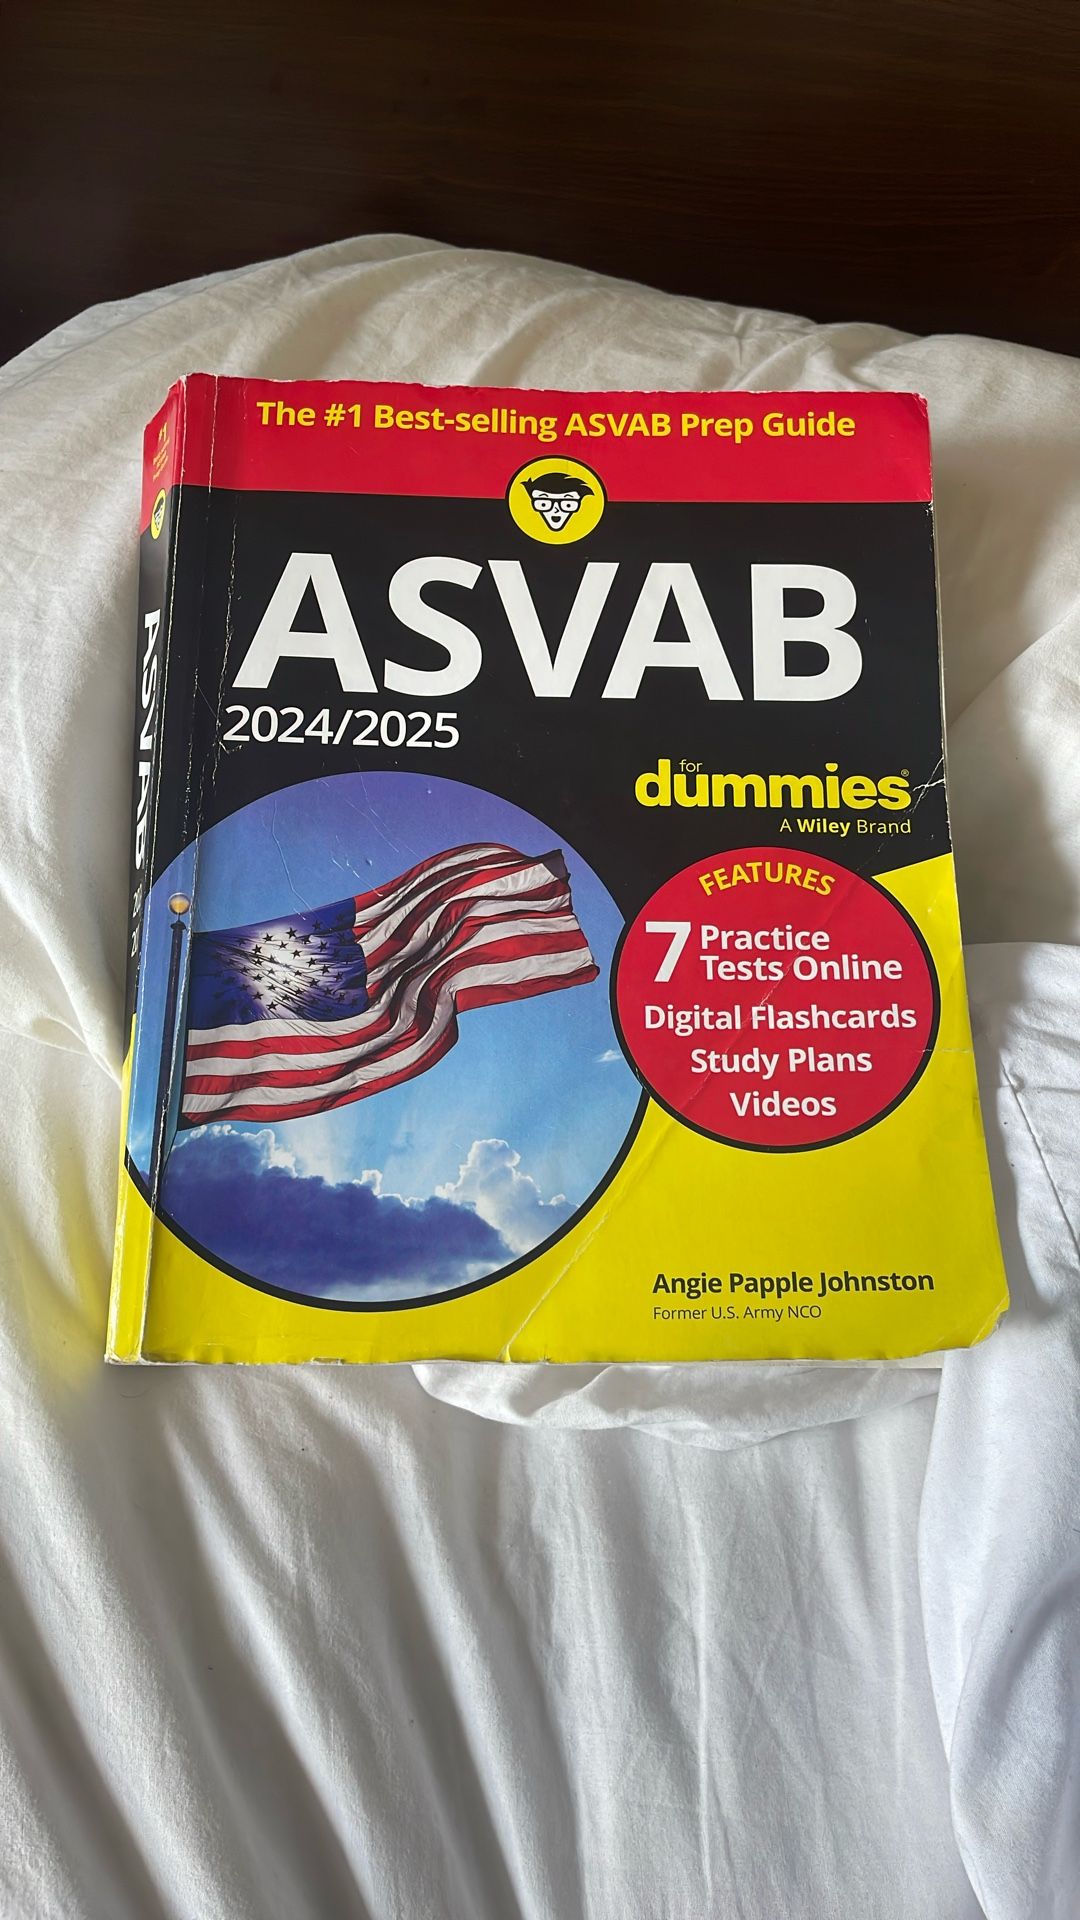 The #1 Best-selling ASVAB Prep Guide
ASVAB
2024/2025
for
dummies®
A Wiley Brand
FEATURES
7 Practice
Tests Online
Digital Flashcards
Study Plans
Videos
Angie Papple Johnston
Former U.S. Army NCO
#1
ASVAB